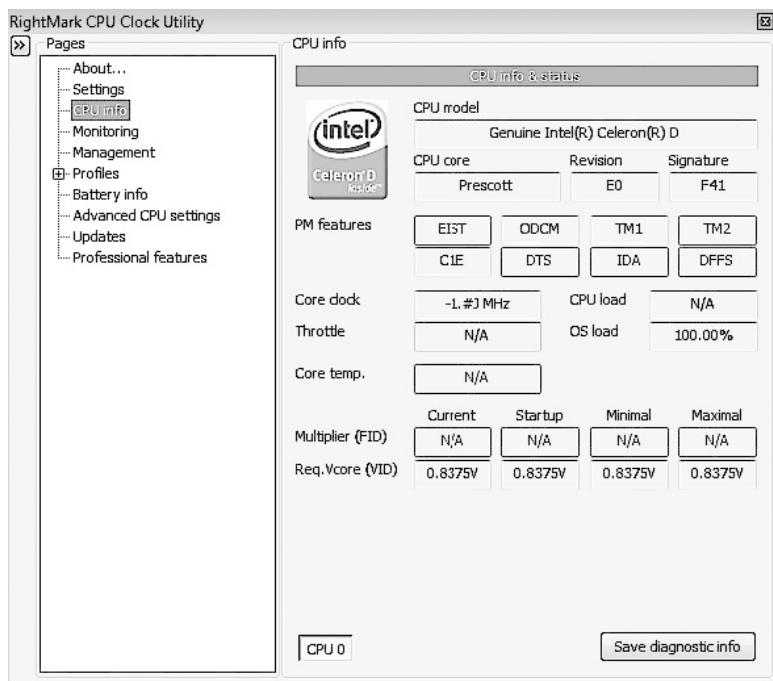 RightMark CPU Clock Utility
Pages
About...
Settings
CPU info
Monitoring
Management
Profiles
Battery info
Advanced CPU settings
Updates
Professional features
CPU info
CPU info & status
intel
Celeron D
inside
CPU model
Genuine Intel(R) Celeron(R) D
CPU core Revision Signature
Prescott E0 F41
PM features EIST ODCM TM1 TM2
C1E DTS IDA DFFS
Core clock -1.#J MHz CPU load N/A
Throttle N/A OS load 100.00%
Core temp. N/A
Current Startup Minimal Maximal
Multiplier (FID) N/A N/A N/A N/A
Req.Vcore (VID) 0.8375V 0.8375V 0.8375V 0.8375V
CPU 0 Save diagnostic info